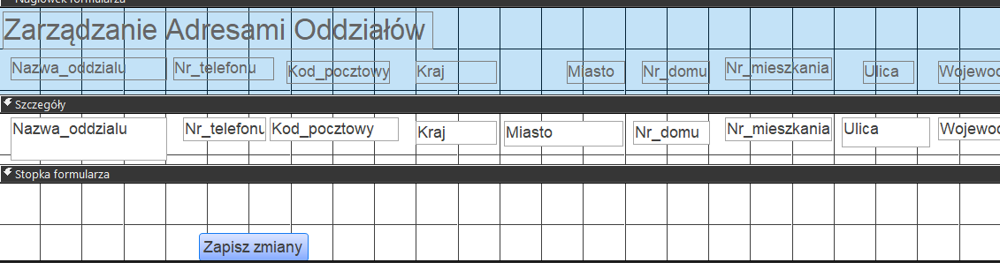 Nagłówek formularza
Zarządzanie Adresami Oddziałów
Nazwa_oddzialu Nr_telefonu Kod_pocztowy Kraj Miasto Nr_domu Nr_mieszkania Ulica Wojewod
Szczegóły
Nazwa_oddzialu Nr_telefonu Kod_pocztowy Kraj Miasto Nr_domu Nr_mieszkania Ulica Wojewod
Stopka formularza
Zapisz zmiany